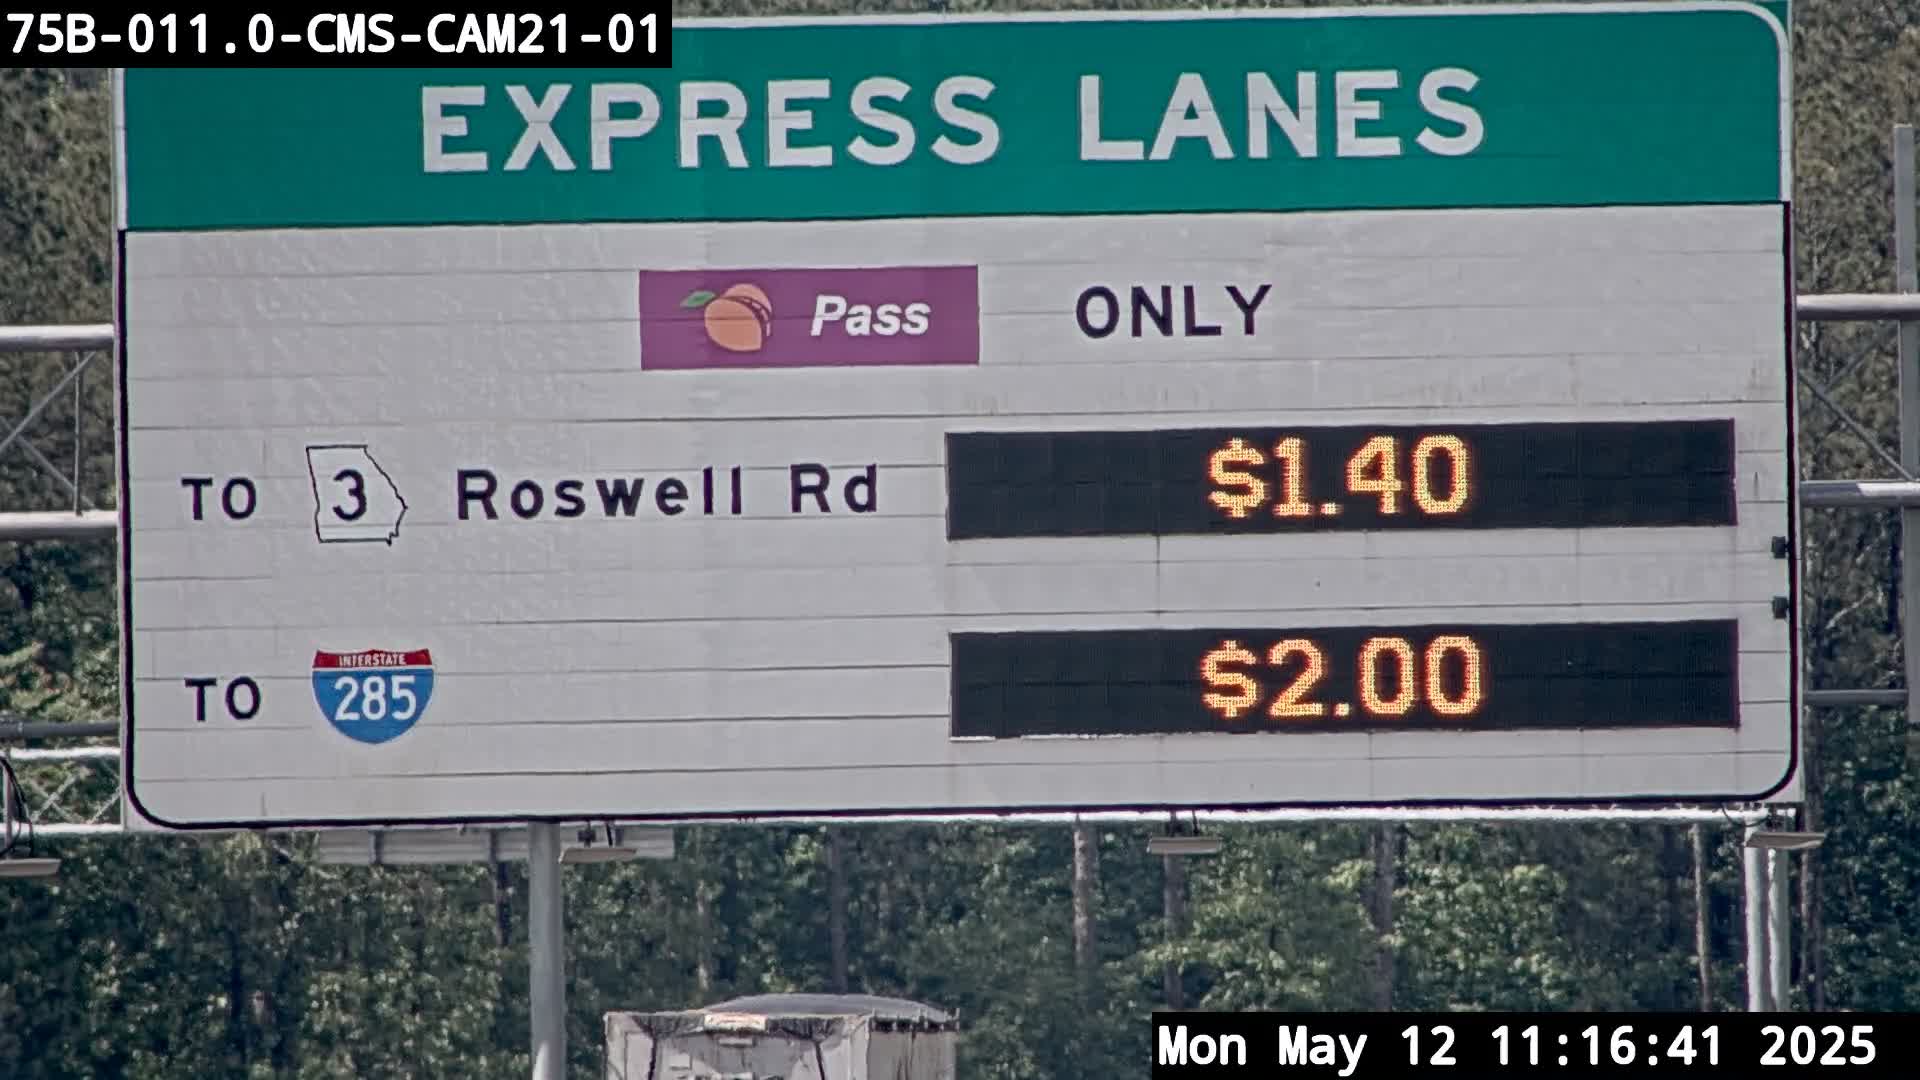 75B-011.0-CMS-CAM21-01
EXPRESS LANES
Pass ONLY
TO 3 Roswell Rd $1.40
INTERSTATE
TO 285 $2.00
Mon May 12 11:16:41 2025